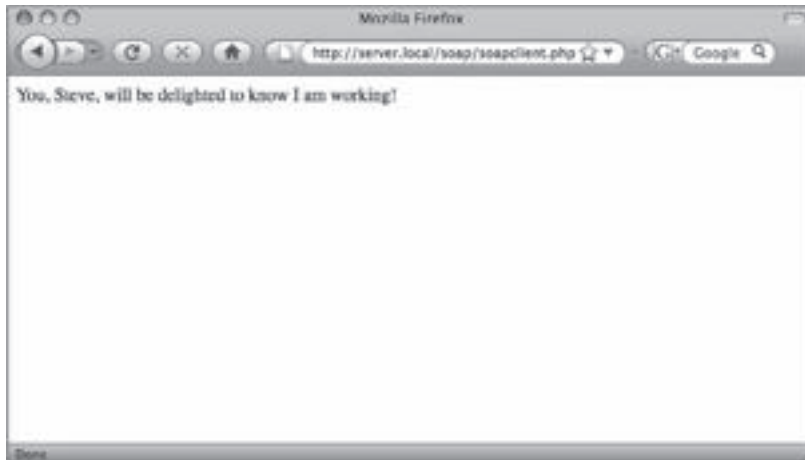 Mozilla Firefox
http://server.local/soap/soapclient.php
G Google
You, Steve, will be delighted to know I am working!
Done